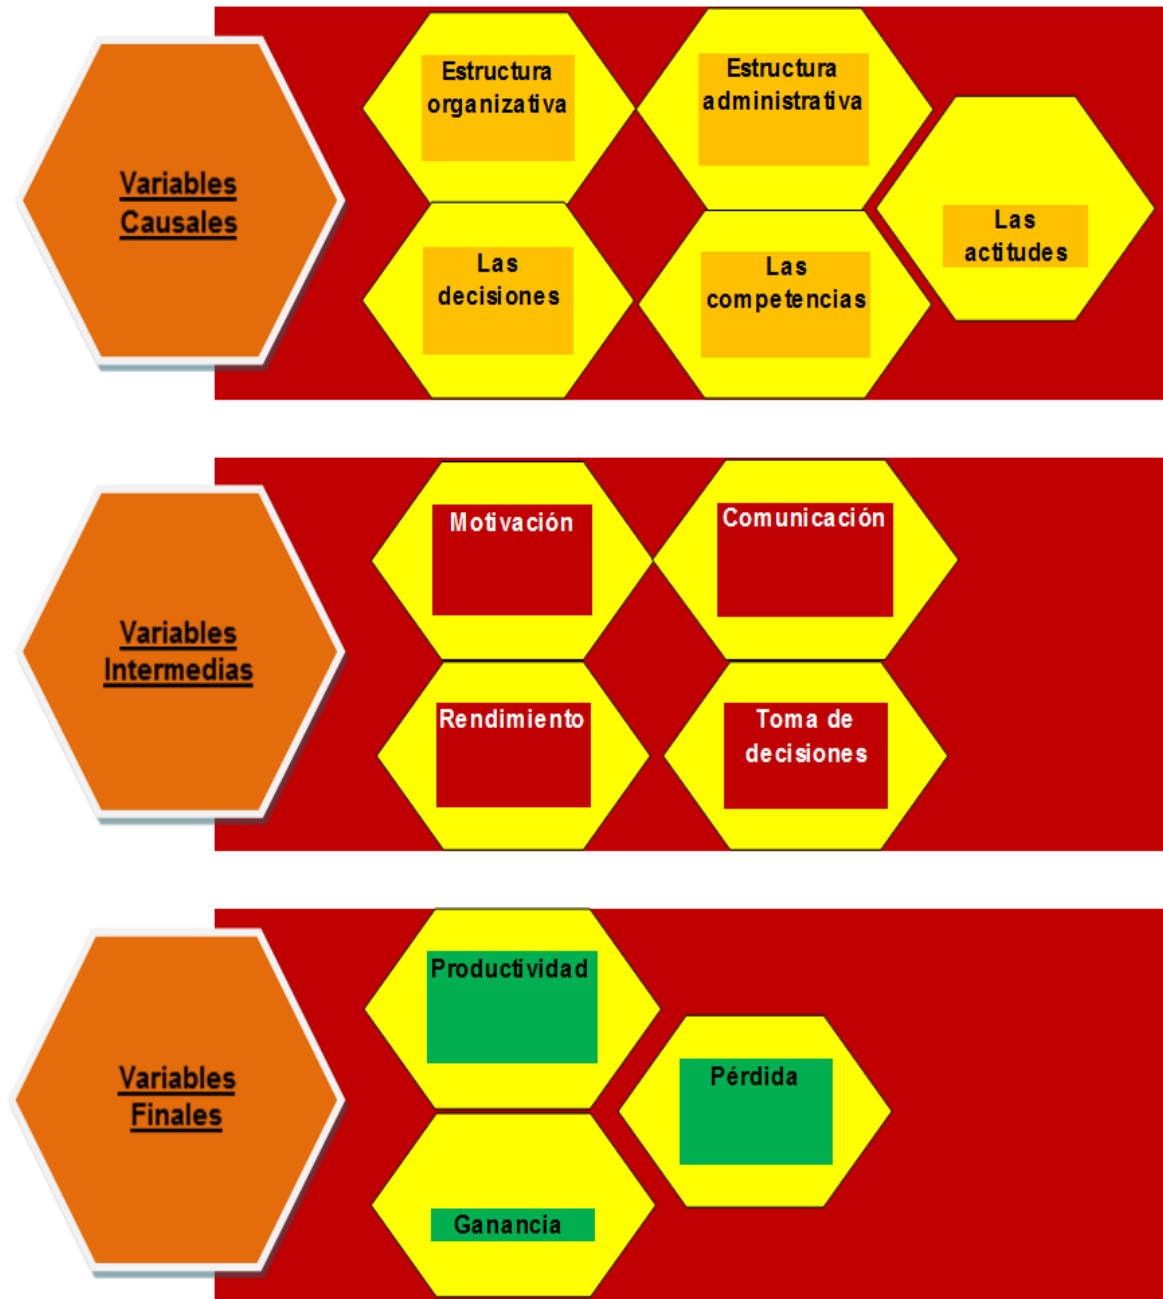 Variables
Causales
Estructura
organizativa
Estructura
administrativa
Las
decisiones
Las
competencias
Las
actitudes
Variables
Intermedias
Motivación
Comunicación
Rendimiento
Toma de
decisiones
Variables
Finales
Productividad
Pérdida
Ganancia